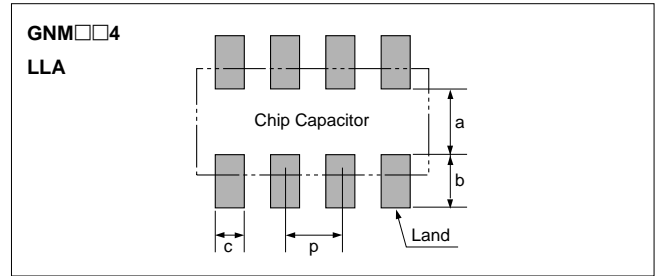 GNM□□4
LLA
Chip Capacitor
a
b
c
p
Land